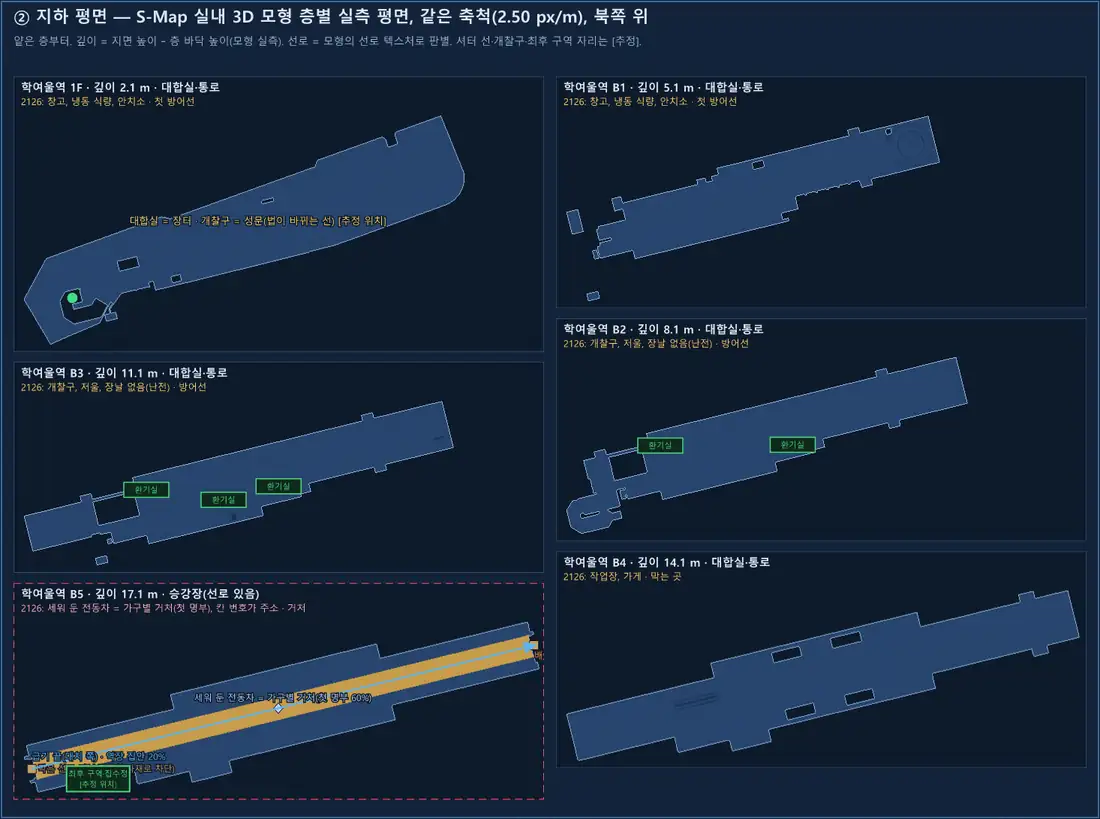 ② 지하 평면 — S-Map 실내 3D 모형 층별 실측 평면, 같은 축척(2.50 px/m), 북쪽 위
얕은 층부터. 깊이 = 지면 높이 − 층 바닥 높이(모형 실측). 선로 = 모형의 선로 텍스처로 판별. 셔터 선·개찰구·최후 구역 자리는 [추정].
학여울역 1F · 깊이 2.1 m · 대합실·통로
2126: 창고, 냉동 식량, 안치소 · 첫 방어선
대합실 = 장터 · 개찰구 = 성문(법이 바뀌는 선) [추정 위치]
학여울역 B1 · 깊이 5.1 m · 대합실·통로
2126: 창고, 냉동 식량, 안치소 · 첫 방어선
학여울역 B2 · 깊이 8.1 m · 대합실·통로
2126: 개찰구, 저울, 장날 없음(난전) · 방어선
환기실
환기실
학여울역 B3 · 깊이 11.1 m · 대합실·통로
2126: 개찰구, 저울, 장날 없음(난전) · 방어선
환기실
환기실
환기실
학여울역 B4 · 깊이 14.1 m · 대합실·통로
2126: 작업장, 가게 · 막는 곳
학여울역 B5 · 깊이 17.1 m · 승강장(선로 있음)
2126: 세워 둔 전동차 = 가구별 거처(첫 명부), 칸 번호가 주소 · 거처
세워 둔 전동차 = 가구별 거처(첫 명부 60%)
집안 20%
차단)
최후 구역·집수정
[추정 위치]